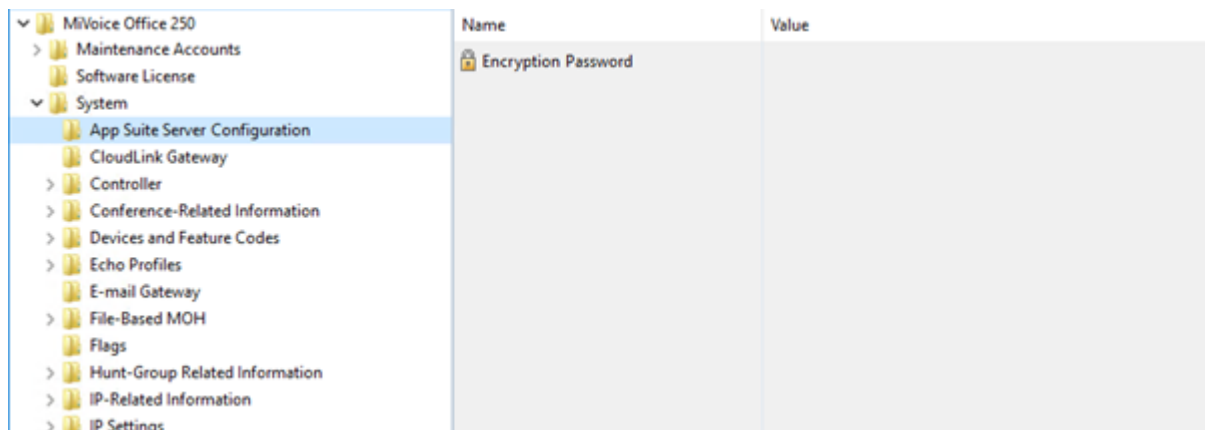 MiVoice Office 250
Maintenance Accounts
Software License
System
App Suite Server Configuration
CloudLink Gateway
Controller
Conference-Related Information
Devices and Feature Codes
Echo Profiles
E-mail Gateway
File-Based MOH
Flags
Hunt-Group Related Information
IP-Related Information
IP Settings
Name Value
Encryption Password